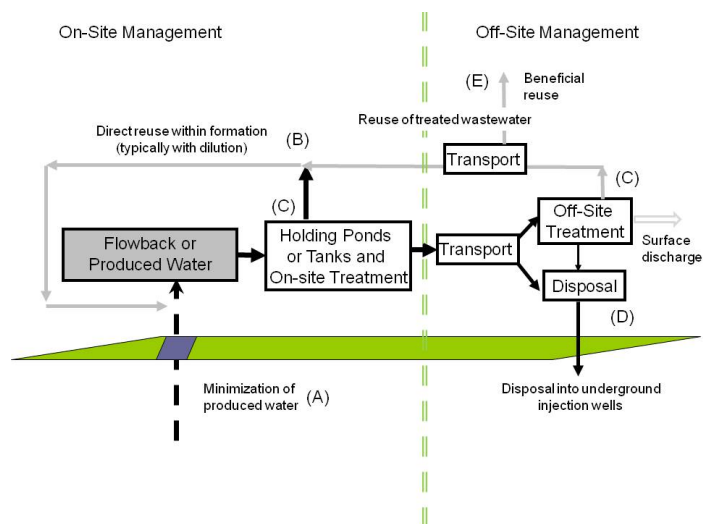 On-Site Management
Off-Site Management
(E)
Beneficial
reuse
Direct reuse within formation
(typically with dilution)
(B)
Reuse of treated wastewater
Transport
(C)
(C)
Flowback or
Produced Water
Holding Ponds
or Tanks and
On-site Treatment
Transport
Off-Site
Treatment
Surface
discharge
Disposal
(D)
Minimization of
produced water
(A)
Disposal into underground
injection wells